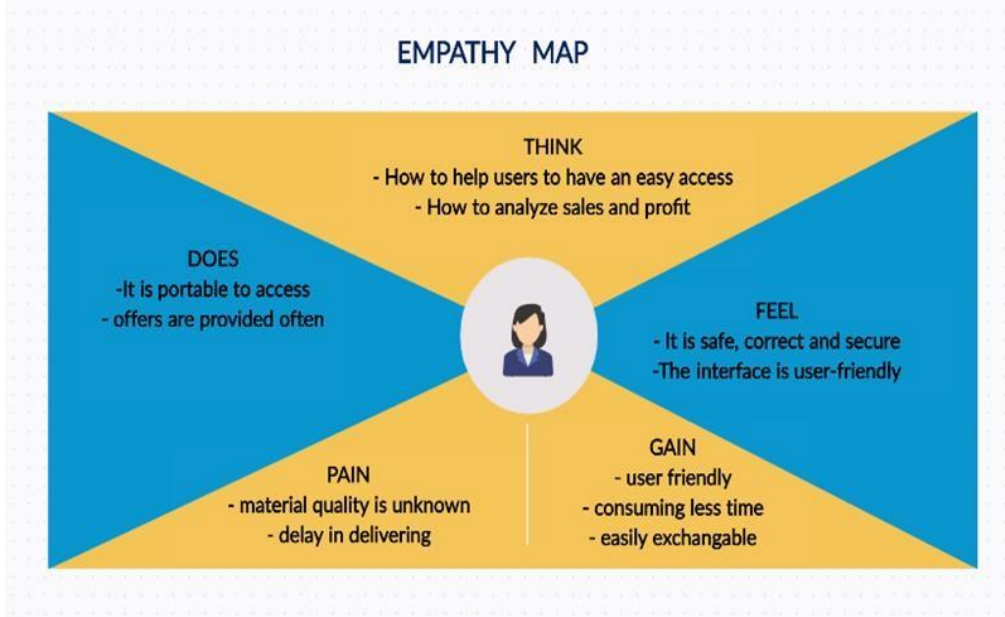 EMPATHY MAP
THINK
- How to help users to have an easy access
- How to analyze sales and profit
DOES
-It is portable to access
- offers are provided often
FEEL
- It is safe, correct and secure
-The interface is user-friendly
PAIN
- material quality is unknown
- delay in delivering
GAIN
- user friendly
- consuming less time
- easily exchangable